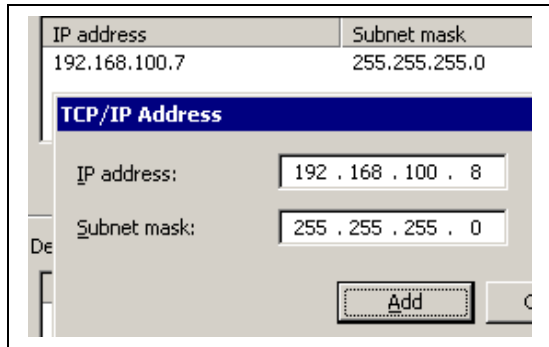 IP address Subnet mask
192.168.100.7 255.255.255.0
TCP/IP Address
IP address: 192 . 168 . 100 . 8
Subnet mask: 255 . 255 . 255 . 0
De
Add